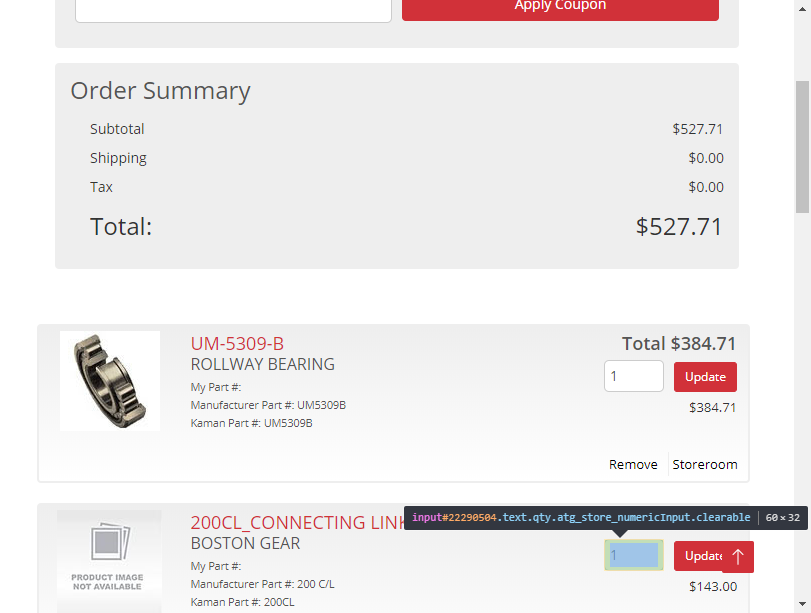 Apply Coupon
Order Summary
Subtotal $527.71
Shipping $0.00
Tax $0.00
Total: $527.71
UM-5309-B Total $384.71
ROLLWAY BEARING
1 Update
My Part #:
Manufacturer Part #: UM5309B $384.71
Kaman Part #: UM5309B
Remove Storeroom
200CL_CONNECTING LINK
input#22290504.text.qty.atg_store_numericInput.clearable 60×32
BOSTON GEAR
1 Update
My Part #:
PRODUCT IMAGE
NOT AVAILABLE
Manufacturer Part #: 200 C/L $143.00
Kaman Part #: 200CL